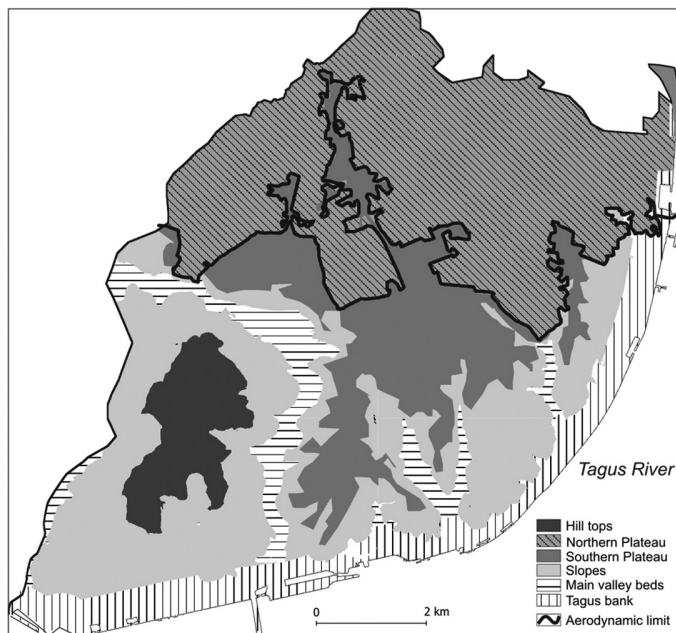 Tagus River
Hill tops
Northern Plateau
Southern Plateau
Slopes
Main valley beds
Tagus bank
Aerodynamic limit
0 2 km